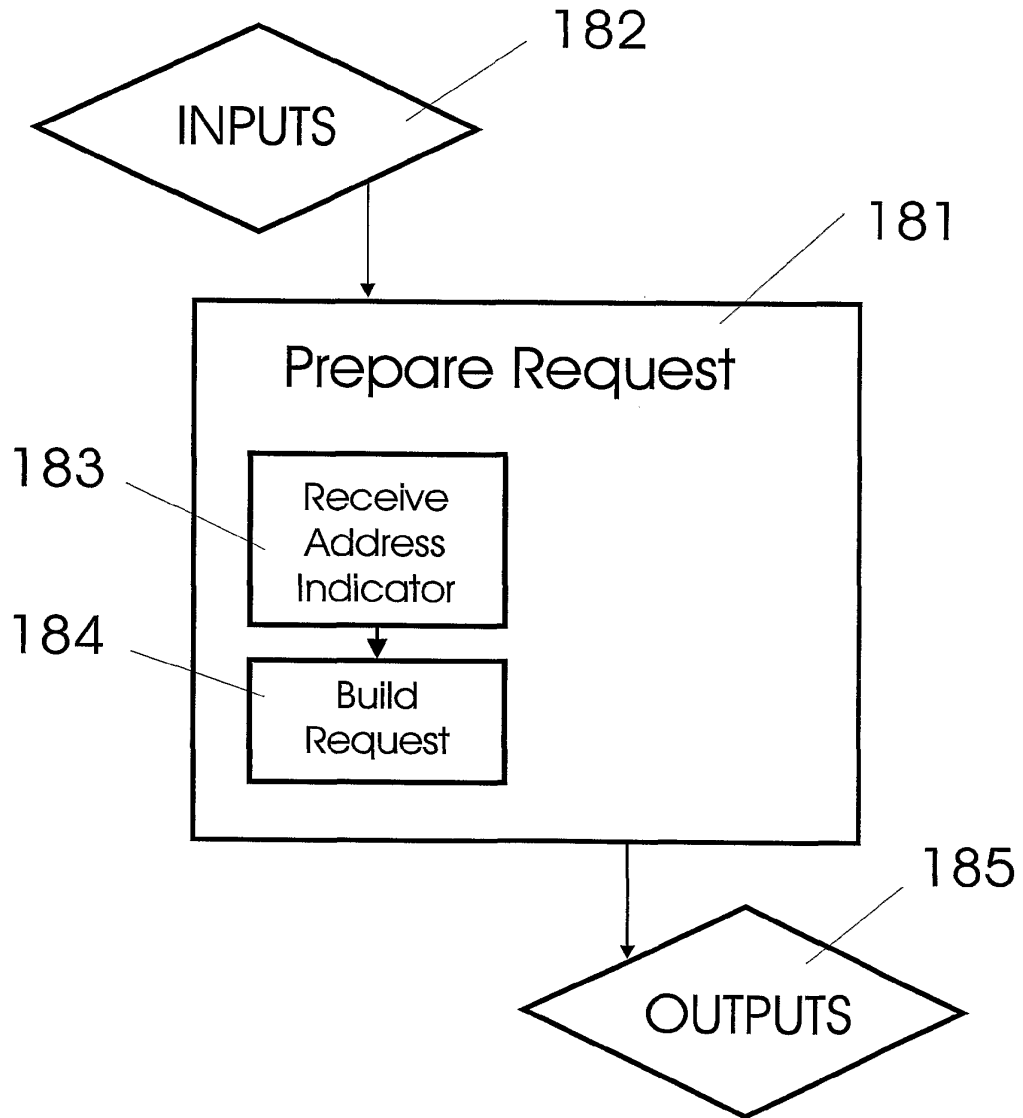 182
INPUTS
181
Prepare Request
183
Receive
Address
Indicator
184
Build
Request
185
OUTPUTS